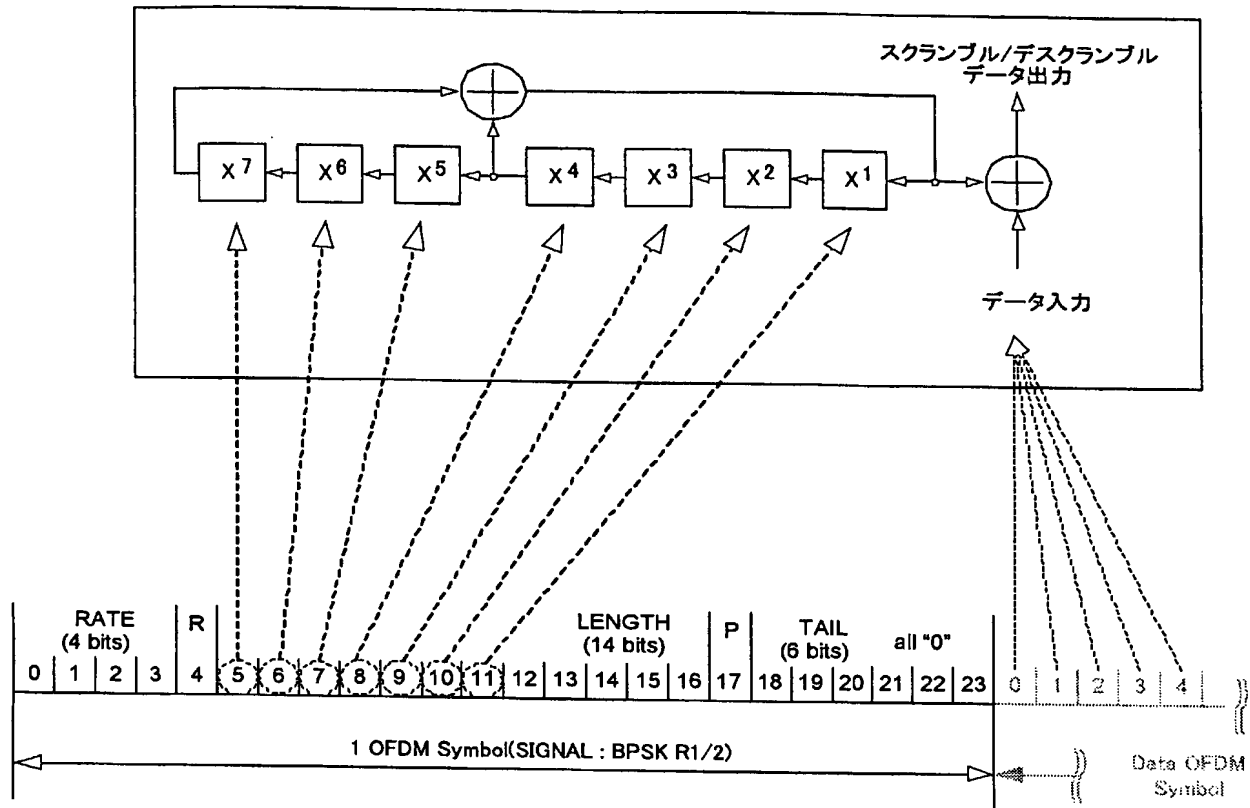 スクランブル/デスクランブル
データ出力
X7 X6 X5 X4 X3 X2 X1
データ入力
RATE
(4 bits)
R
LENGTH
(14 bits)
P
TAIL
(6 bits)
all "0"
0 1 2 3 4 5 6 7 8 9 10 11 12 13 14 15 16 17 18 19 20 21 22 23 0 1 2 3 4
1 OFDM Symbol(SIGNAL : BPSK R1/2)
Data OFDM
Symbol